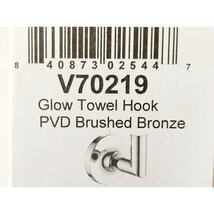 8 40873 02544 7
V70219
Glow Towel Hook
PVD Brushed Bronze